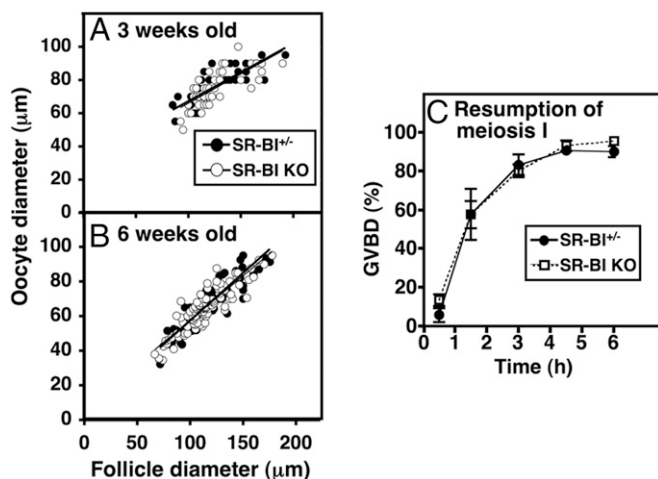 A 3 weeks old
100
80
60
40
20
0
SR-BI+/-
SR-BI KO
Oocyte diameter (μm)
B 6 weeks old
100
80
60
40
20
0
0 50 100 150 200
Follicle diameter (μm)
C Resumption of
meiosis I
100
80
60
40
20
0
GVBD (%)
SR-BI+/-
SR-BI KO
0 1 2 3 4 5 6
Time (h)